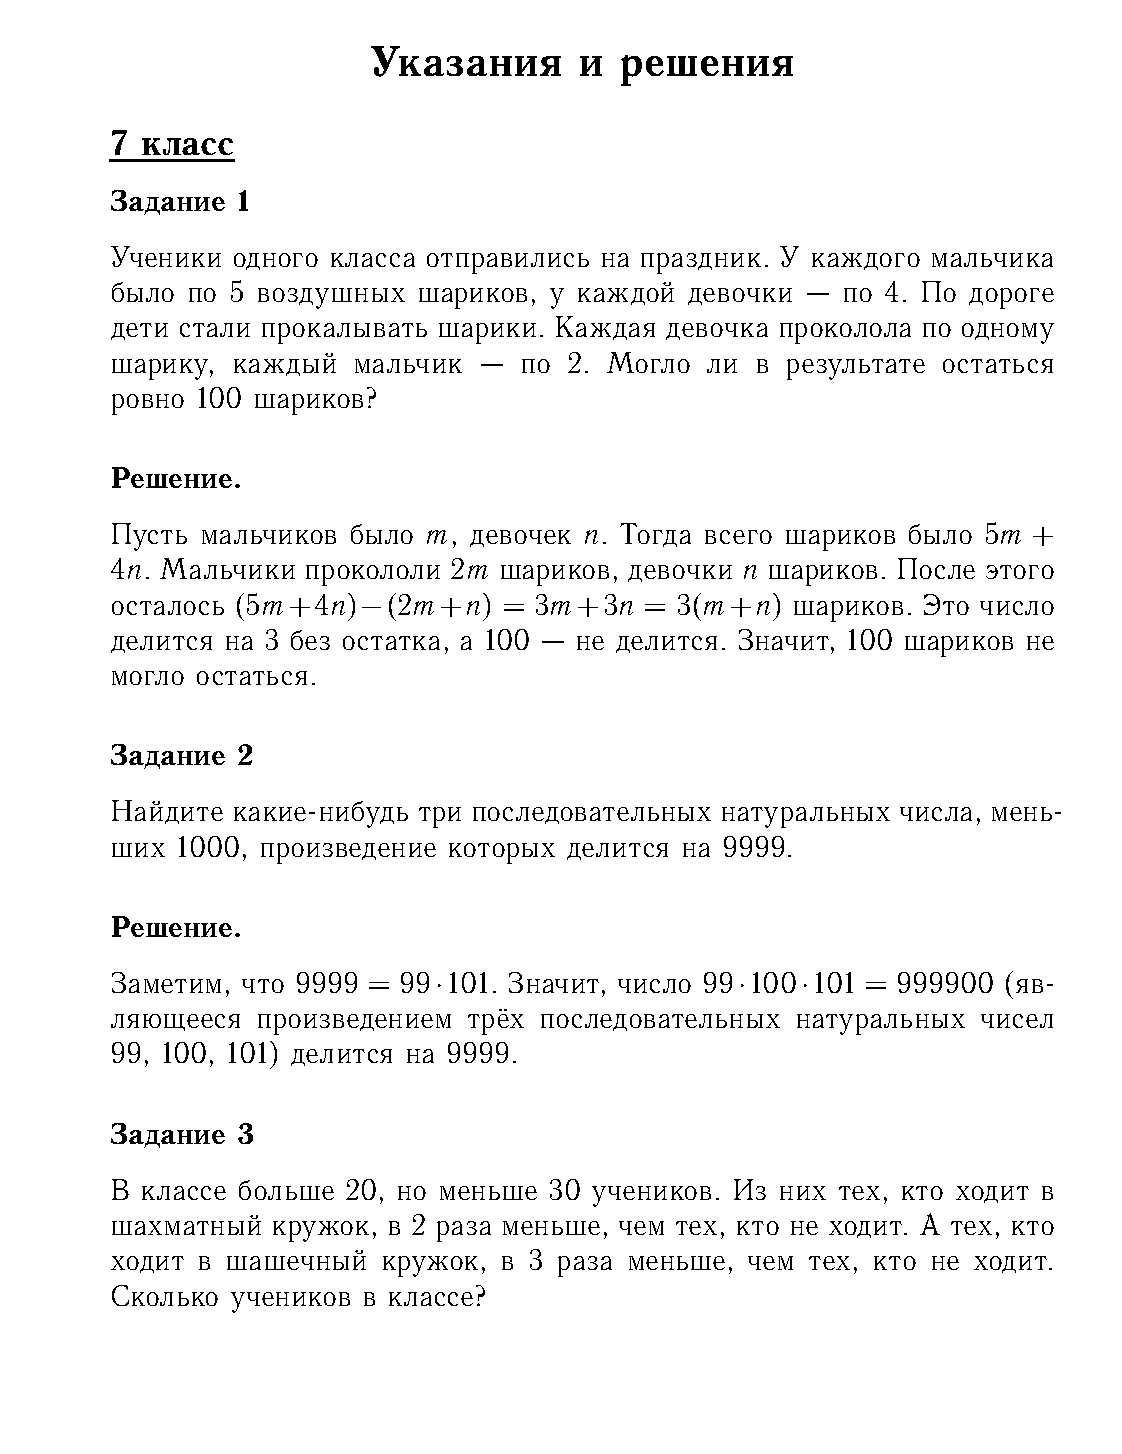 Указания и решения
7 класс
Задание 1
Ученики одного класса отправились на праздник. У каждого мальчика
было по 5 воздушных шариков, у каждой девочки — по 4. По дороге
дети стали прокалывать шарики. Каждая девочка проколола по одному
шарику, каждый мальчик — по 2. Могло ли в результате остаться
ровно 100 шариков?
Решение.
Пусть мальчиков было m, девочек n. Тогда всего шариков было 5m +
4n. Мальчики прокололи 2m шариков, девочки n шариков. После этого
осталось (5m+4n)−(2m+n) = 3m+3n = 3(m+n) шариков. Это число
делится на 3 без остатка, а 100 — не делится. Значит, 100 шариков не
могло остаться.
Задание 2
Найдите какие-нибудь три последовательных натуральных числа, мень-
ших 1000, произведение которых делится на 9999.
Решение.
Заметим, что 9999 = 99·101. Значит, число 99·100·101 = 999900 (яв-
ляющееся произведением трёх последовательных натуральных чисел
99, 100, 101) делится на 9999.
Задание 3
В классе больше 20, но меньше 30 учеников. Из них тех, кто ходит в
шахматный кружок, в 2 раза меньше, чем тех, кто не ходит. А тех, кто
ходит в шашечный кружок, в 3 раза меньше, чем тех, кто не ходит.
Сколько учеников в классе?